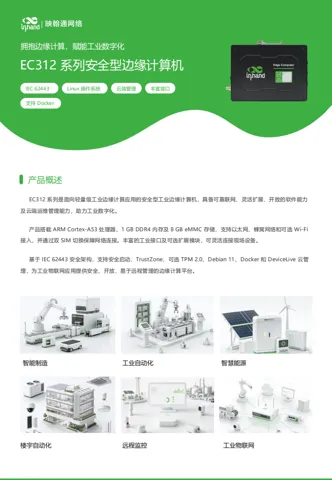 inhand | 映翰通网络
拥抱边缘计算，赋能工业数字化
EC312 系列安全型边缘计算机
IEC 62443
Linux 操作系统
云端管理
丰富接口
支持 Docker
inhand
Edge Computer
产品概述
EC312 系列是面向轻量级工业边缘计算应用的安全型工业边缘计算机，具备可靠联网、灵活扩展、开放的软件能力
及云端运维管理能力，助力工业数字化。
产品搭载 ARM Cortex-A53 处理器、1 GB DDR4 内存及 8 GB eMMC 存储，支持以太网、蜂窝网络和可选 Wi-Fi
接入，并通过双 SIM 切换保障网络连接。丰富的工业接口及可选扩展模块，可灵活连接现场设备。
基于 IEC 62443 安全架构，支持安全启动、TrustZone、可选 TPM 2.0、Debian 11、Docker 和 DeviceLive 云管
理，为工业物联网应用提供安全、开放、易于远程管理的边缘计算平台。
智能制造
工业自动化
智慧能源
楼宇自动化
远程监控
工业物联网